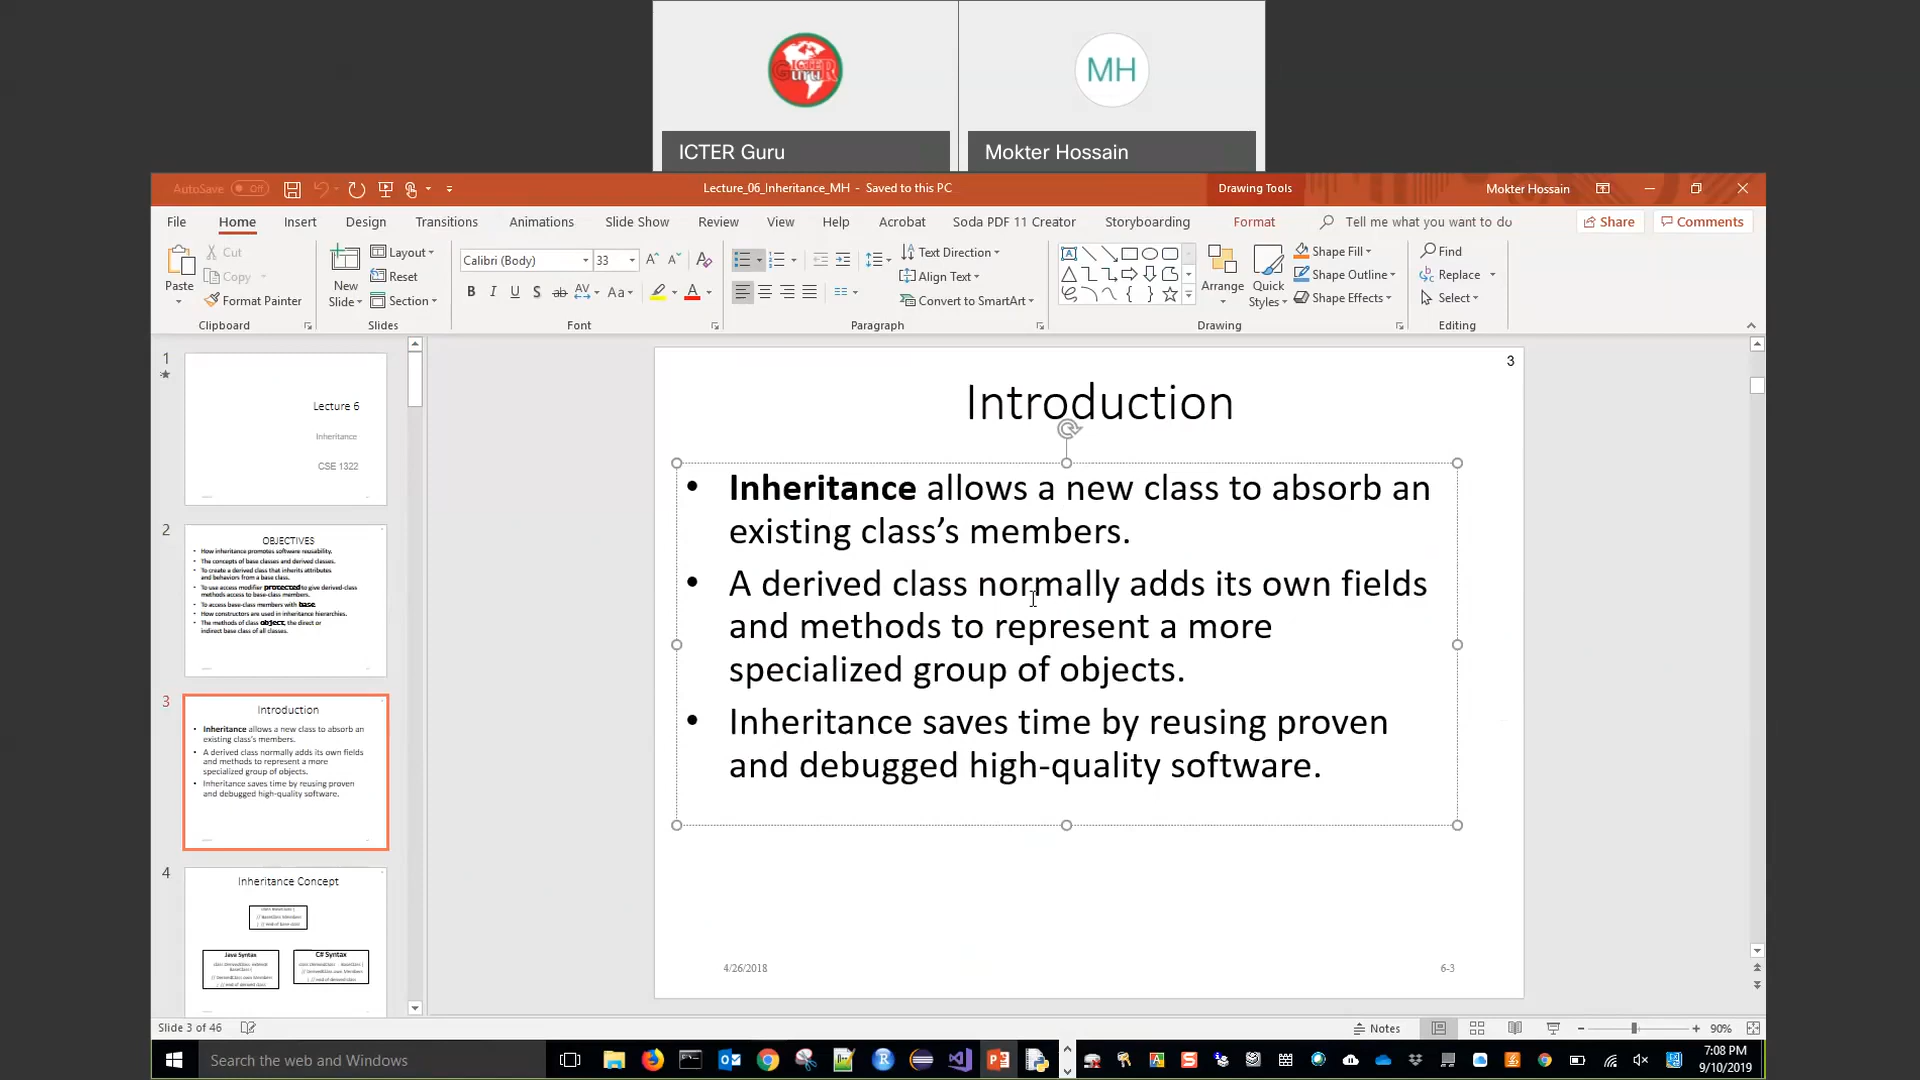 MH
ICTER Guru
Mokter Hossain
AutoSave Off
Lecture_06_Inheritance_MH - Saved to this PC
Drawing Tools
Mokter Hossain
File Home Insert Design Transitions Animations Slide Show Review View Help Acrobat Soda PDF 11 Creator Storyboarding Format Tell me what you want to do Share Comments
Paste
Cut
Copy
Format Painter
Clipboard
New
Slide
Layout
Reset
Section
Slides
Calibri (Body) 33
Font
Text Direction
Align Text
Convert to SmartArt
Paragraph
Arrange
Quick
Styles
Shape Fill
Shape Outline
Shape Effects
Drawing
Find
Replace
Select
Editing
1
Lecture 6
Inheritance
CSE 1322
2
OBJECTIVES
• How inheritance promotes software reusability.
• The concepts of base classes and derived classes.
• To create a derived class that inherits attributes
and behaviors from a base class.
• To use access modifier protected to give derived-class
methods access to base-class members.
• To access base-class members with base.
• How constructors are used in inheritance hierarchies.
• The methods of class object, the direct or
indirect base class of all classes.
3
Introduction
• Inheritance allows a new class to absorb an
existing class's members.
• A derived class normally adds its own fields
and methods to represent a more
specialized group of objects.
• Inheritance saves time by reusing proven
and debugged high-quality software.
4
Inheritance Concept
Java Syntax
C# Syntax
3
Introduction
• Inheritance allows a new class to absorb an
existing class’s members.
• A derived class normally adds its own fields
and methods to represent a more
specialized group of objects.
• Inheritance saves time by reusing proven
and debugged high-quality software.
4/26/2018
6-3
Slide 3 of 46
Notes
90%
Search the web and Windows
7:08 PM
9/10/2019